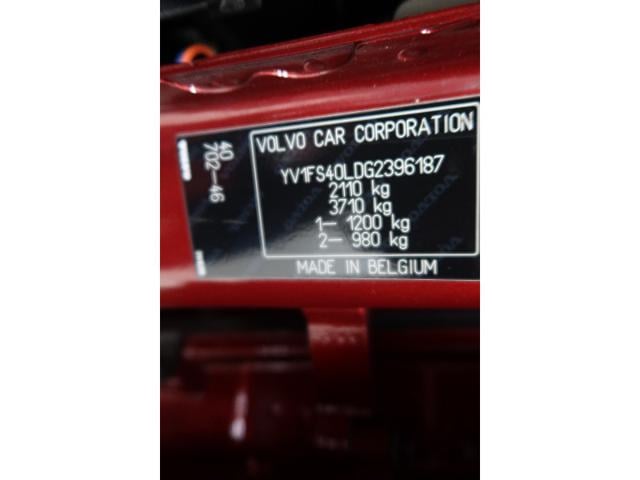 VOLVO CAR CORPORATION
YV1FS40LDG2396187
2110 kg
3710 kg
1- 1200 kg
2- 980 kg
MADE IN BELGIUM
40
702-46